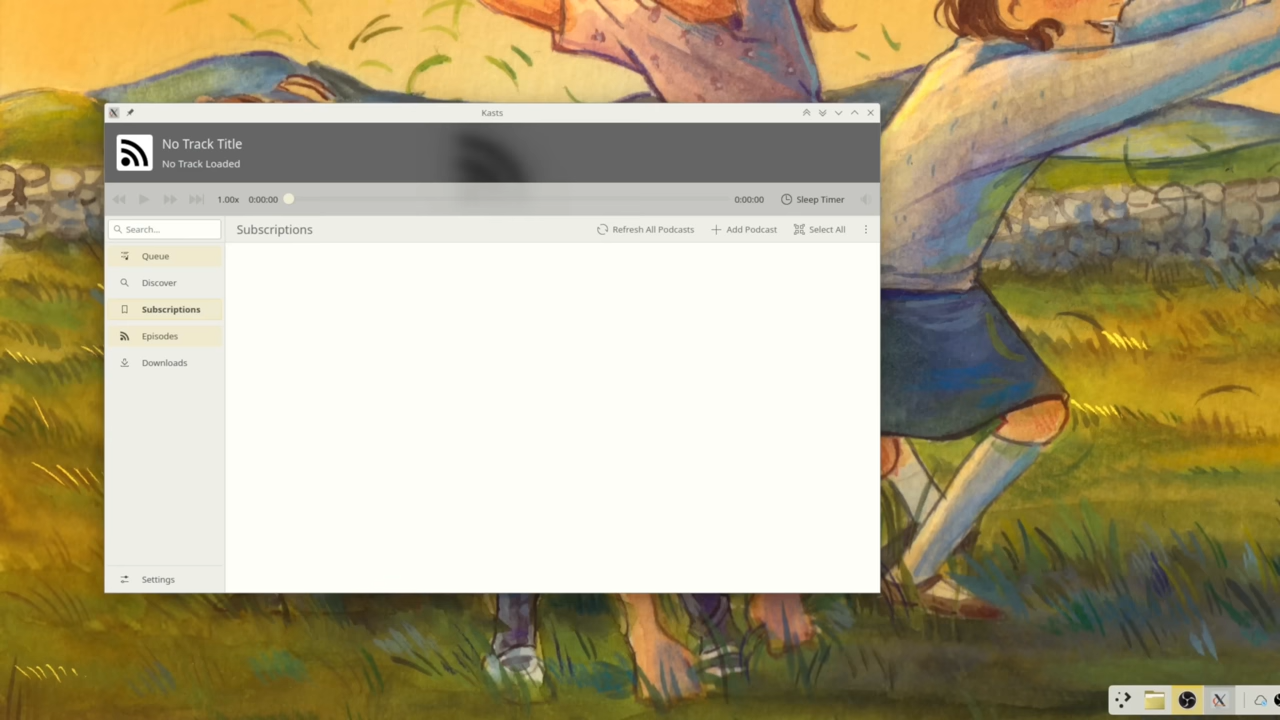 Kasts
No Track Title
No Track Loaded
1.00x 0:00:00 0:00:00 Sleep Timer
Search...
Subscriptions Refresh All Podcasts Add Podcast Select All
Queue
Discover
Subscriptions
Episodes
Downloads
Settings